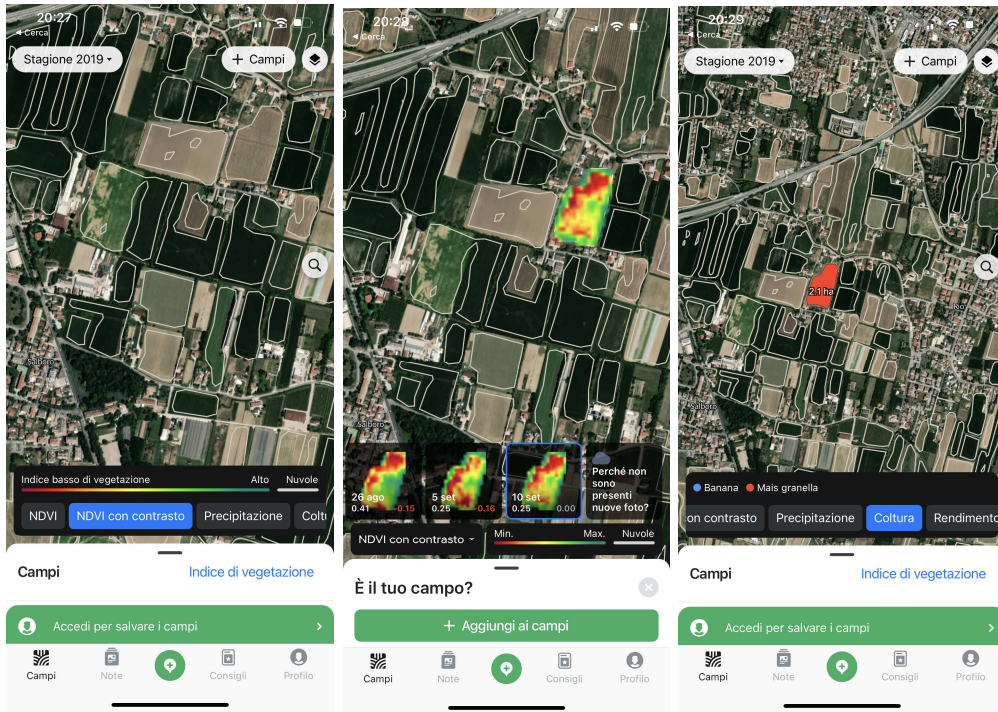 20:27
◀ Cerca
Stagione 2019
+ Campi
Salboro
Indice basso di vegetazione Alto Nuvole
NDVI NDVI con contrasto Precipitazione Coltu
Campi Indice di vegetazione
Accedi per salvare i campi
Campi Note Consigli Profilo
20:28
◀ Cerca
Salboro
26 ago
0.41 -0.15
5 set
0.25 -0.16
10 set
0.25 0.00
Perché non
sono
presenti
nuove foto?
NDVI con contrasto Min. Max. Nuvole
È il tuo campo?
+ Aggiungi ai campi
Campi Note Consigli Profilo
20:29
◀ Cerca
Stagione 2019
+ Campi
2.1 ha
Rio
Salboro
Banana Mais granella
on contrasto Precipitazione Coltura Rendimento
Campi Indice di vegetazione
Accedi per salvare i campi
Campi Note Consigli Profilo